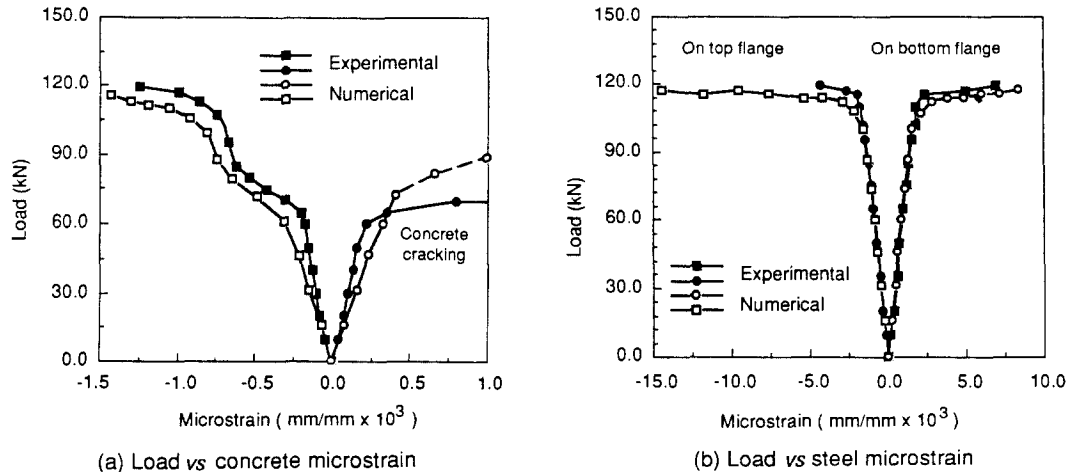 150.0
120.0
90.0
60.0
30.0
0.0
Load (kN)
Experimental
Numerical
Concrete
cracking
-1.5
-1.0
-0.5
0.0
0.5
1.0
Microstrain ( mm/mm x 10³ )
(a) Load vs concrete microstrain
150.0
120.0
90.0
60.0
30.0
0.0
Load (kN)
On top flange
On bottom flange
Experimental
Numerical
-15.0
-10.0
-5.0
0.0
5.0
10.0
Microstrain ( mm/mm x 10³ )
(b) Load vs steel microstrain